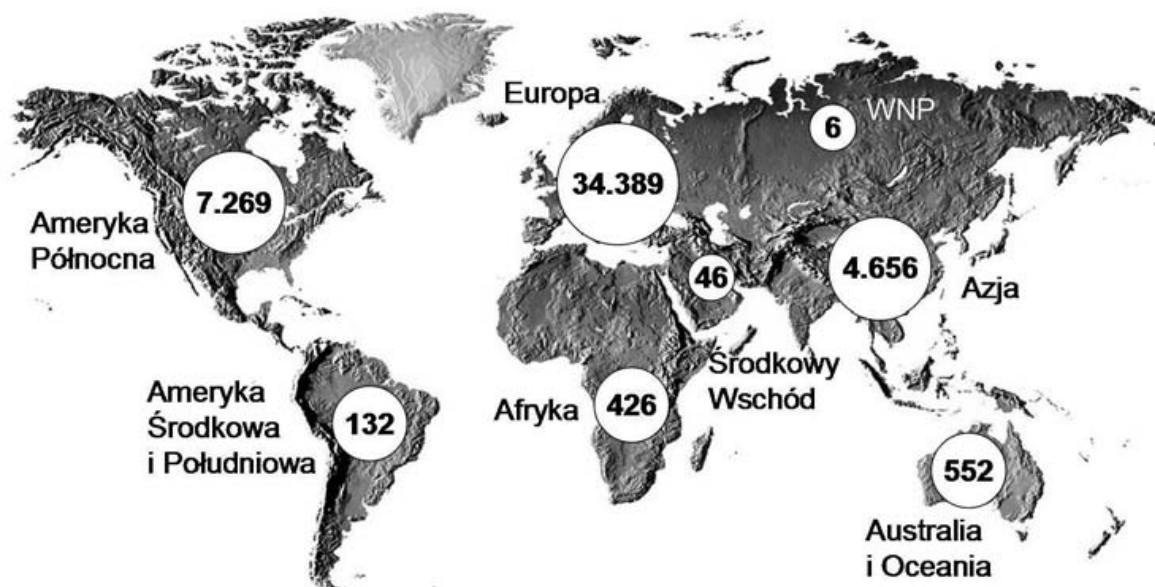 Europa
WNP
6
34.389
7.269
Ameryka
Północna
46
4.656
Azja
Środkowy
Wschód
Ameryka
Środkowa
i Południowa
132
Afryka
426
552
Australia
i Oceania